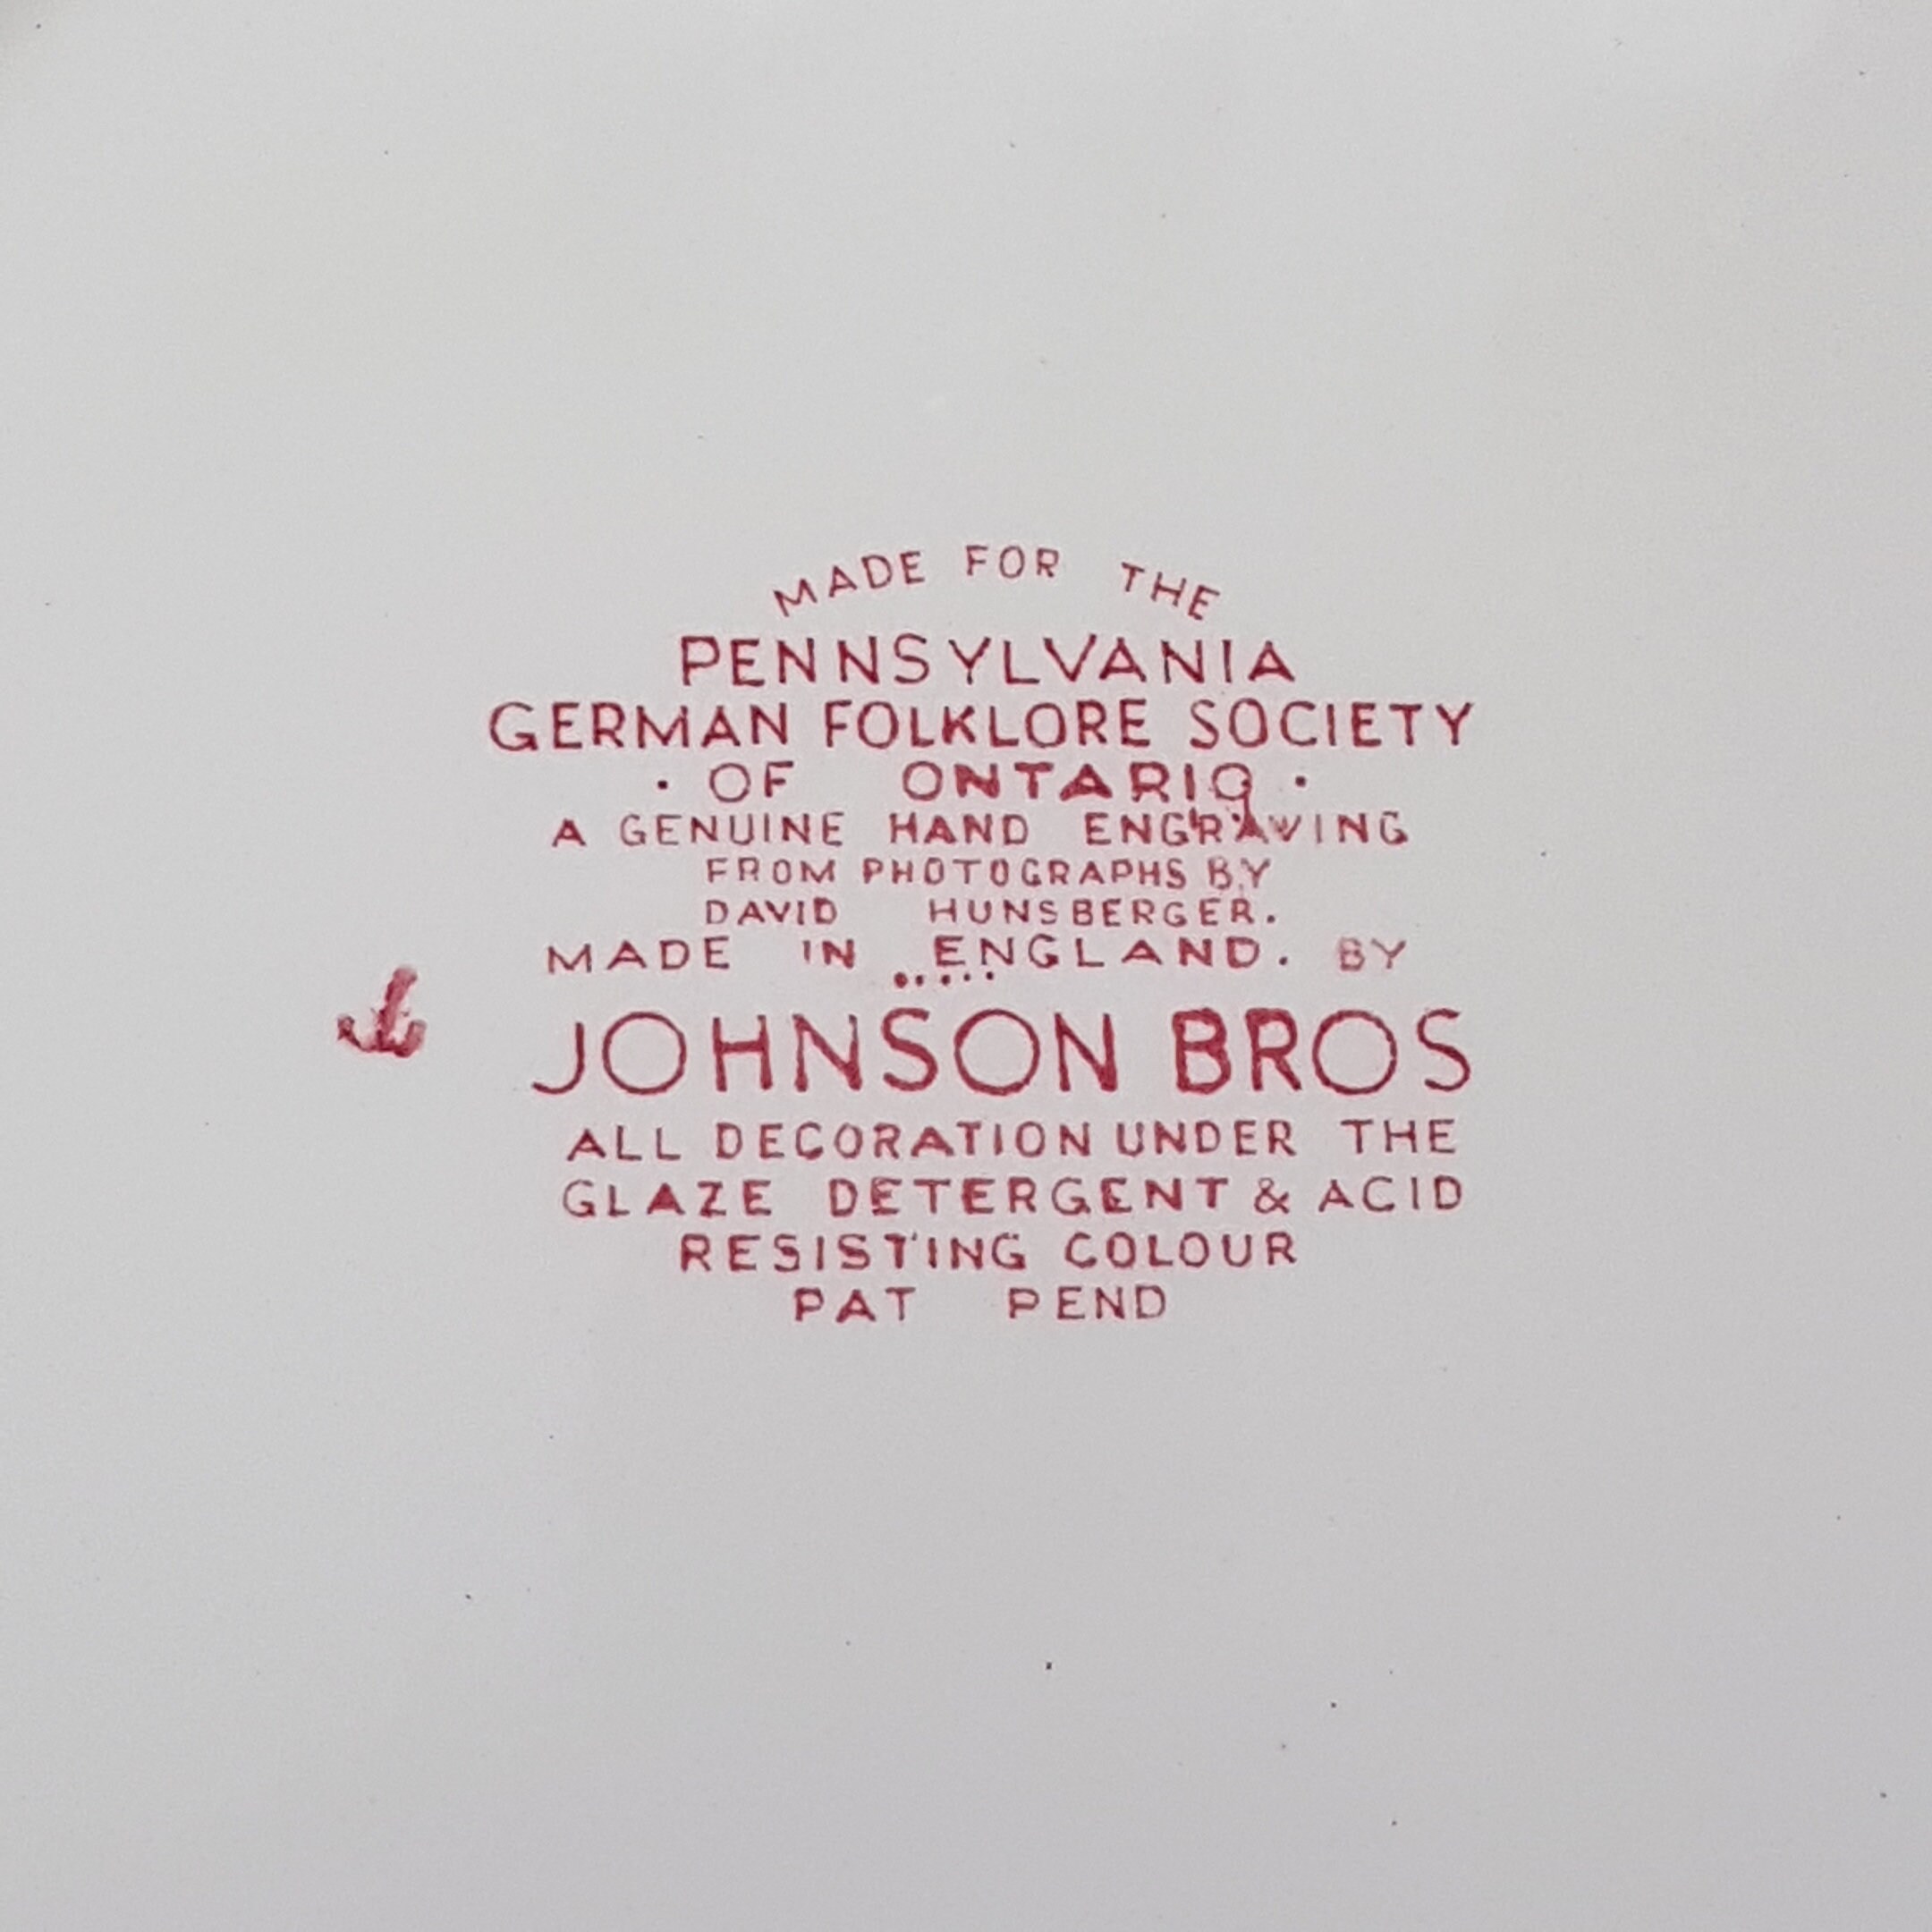 MADE FOR THE
PENNSYLVANIA
GERMAN FOLKLORE SOCIETY
· OF ONTARIO ·
A GENUINE HAND ENGRAVING
FROM PHOTOGRAPHS BY
DAVID HUNSBERGER.
MADE IN ENGLAND. BY
JOHNSON BROS
ALL DECORATION UNDER THE
GLAZE DETERGENT & ACID
RESISTING COLOUR
PAT PEND